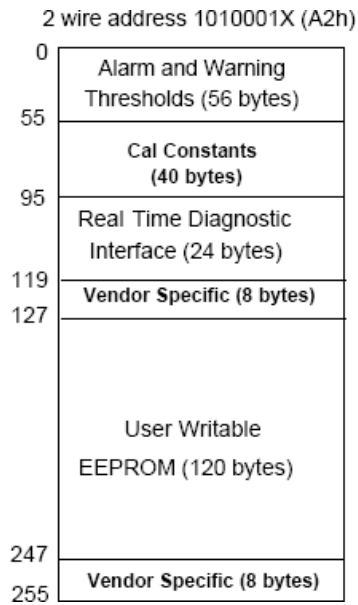 2 wire address 1010001X (A2h)
0
Alarm and Warning
Thresholds (56 bytes)
55
Cal Constants
(40 bytes)
95
Real Time Diagnostic
Interface (24 bytes)
119
Vendor Specific (8 bytes)
127
User Writable
EEPROM (120 bytes)
247
Vendor Specific (8 bytes)
255